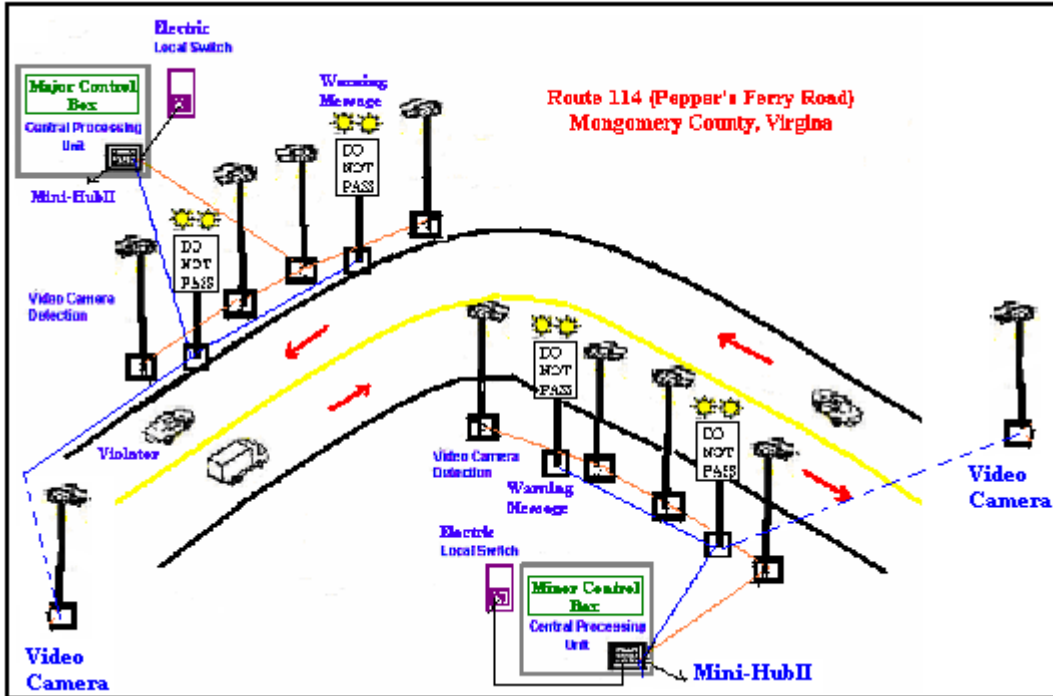 Electric
Local Switch
Major Control
Box
Central Processing
Unit
Mini-HubII
Warning
Message
DO
NOT
PASS
Route 114 (Pepper's Ferry Road)
Mongomery County, Virgina
DO
NOT
PASS
Video Camera
Detection
Violator
DO
NOT
PASS
DO
NOT
PASS
Video Camera
Detection
Warning
Message
Video
Camera
Electric
Local Switch
Minor Control
Box
Central Processing
Unit
Mini-HubII
Video
Camera